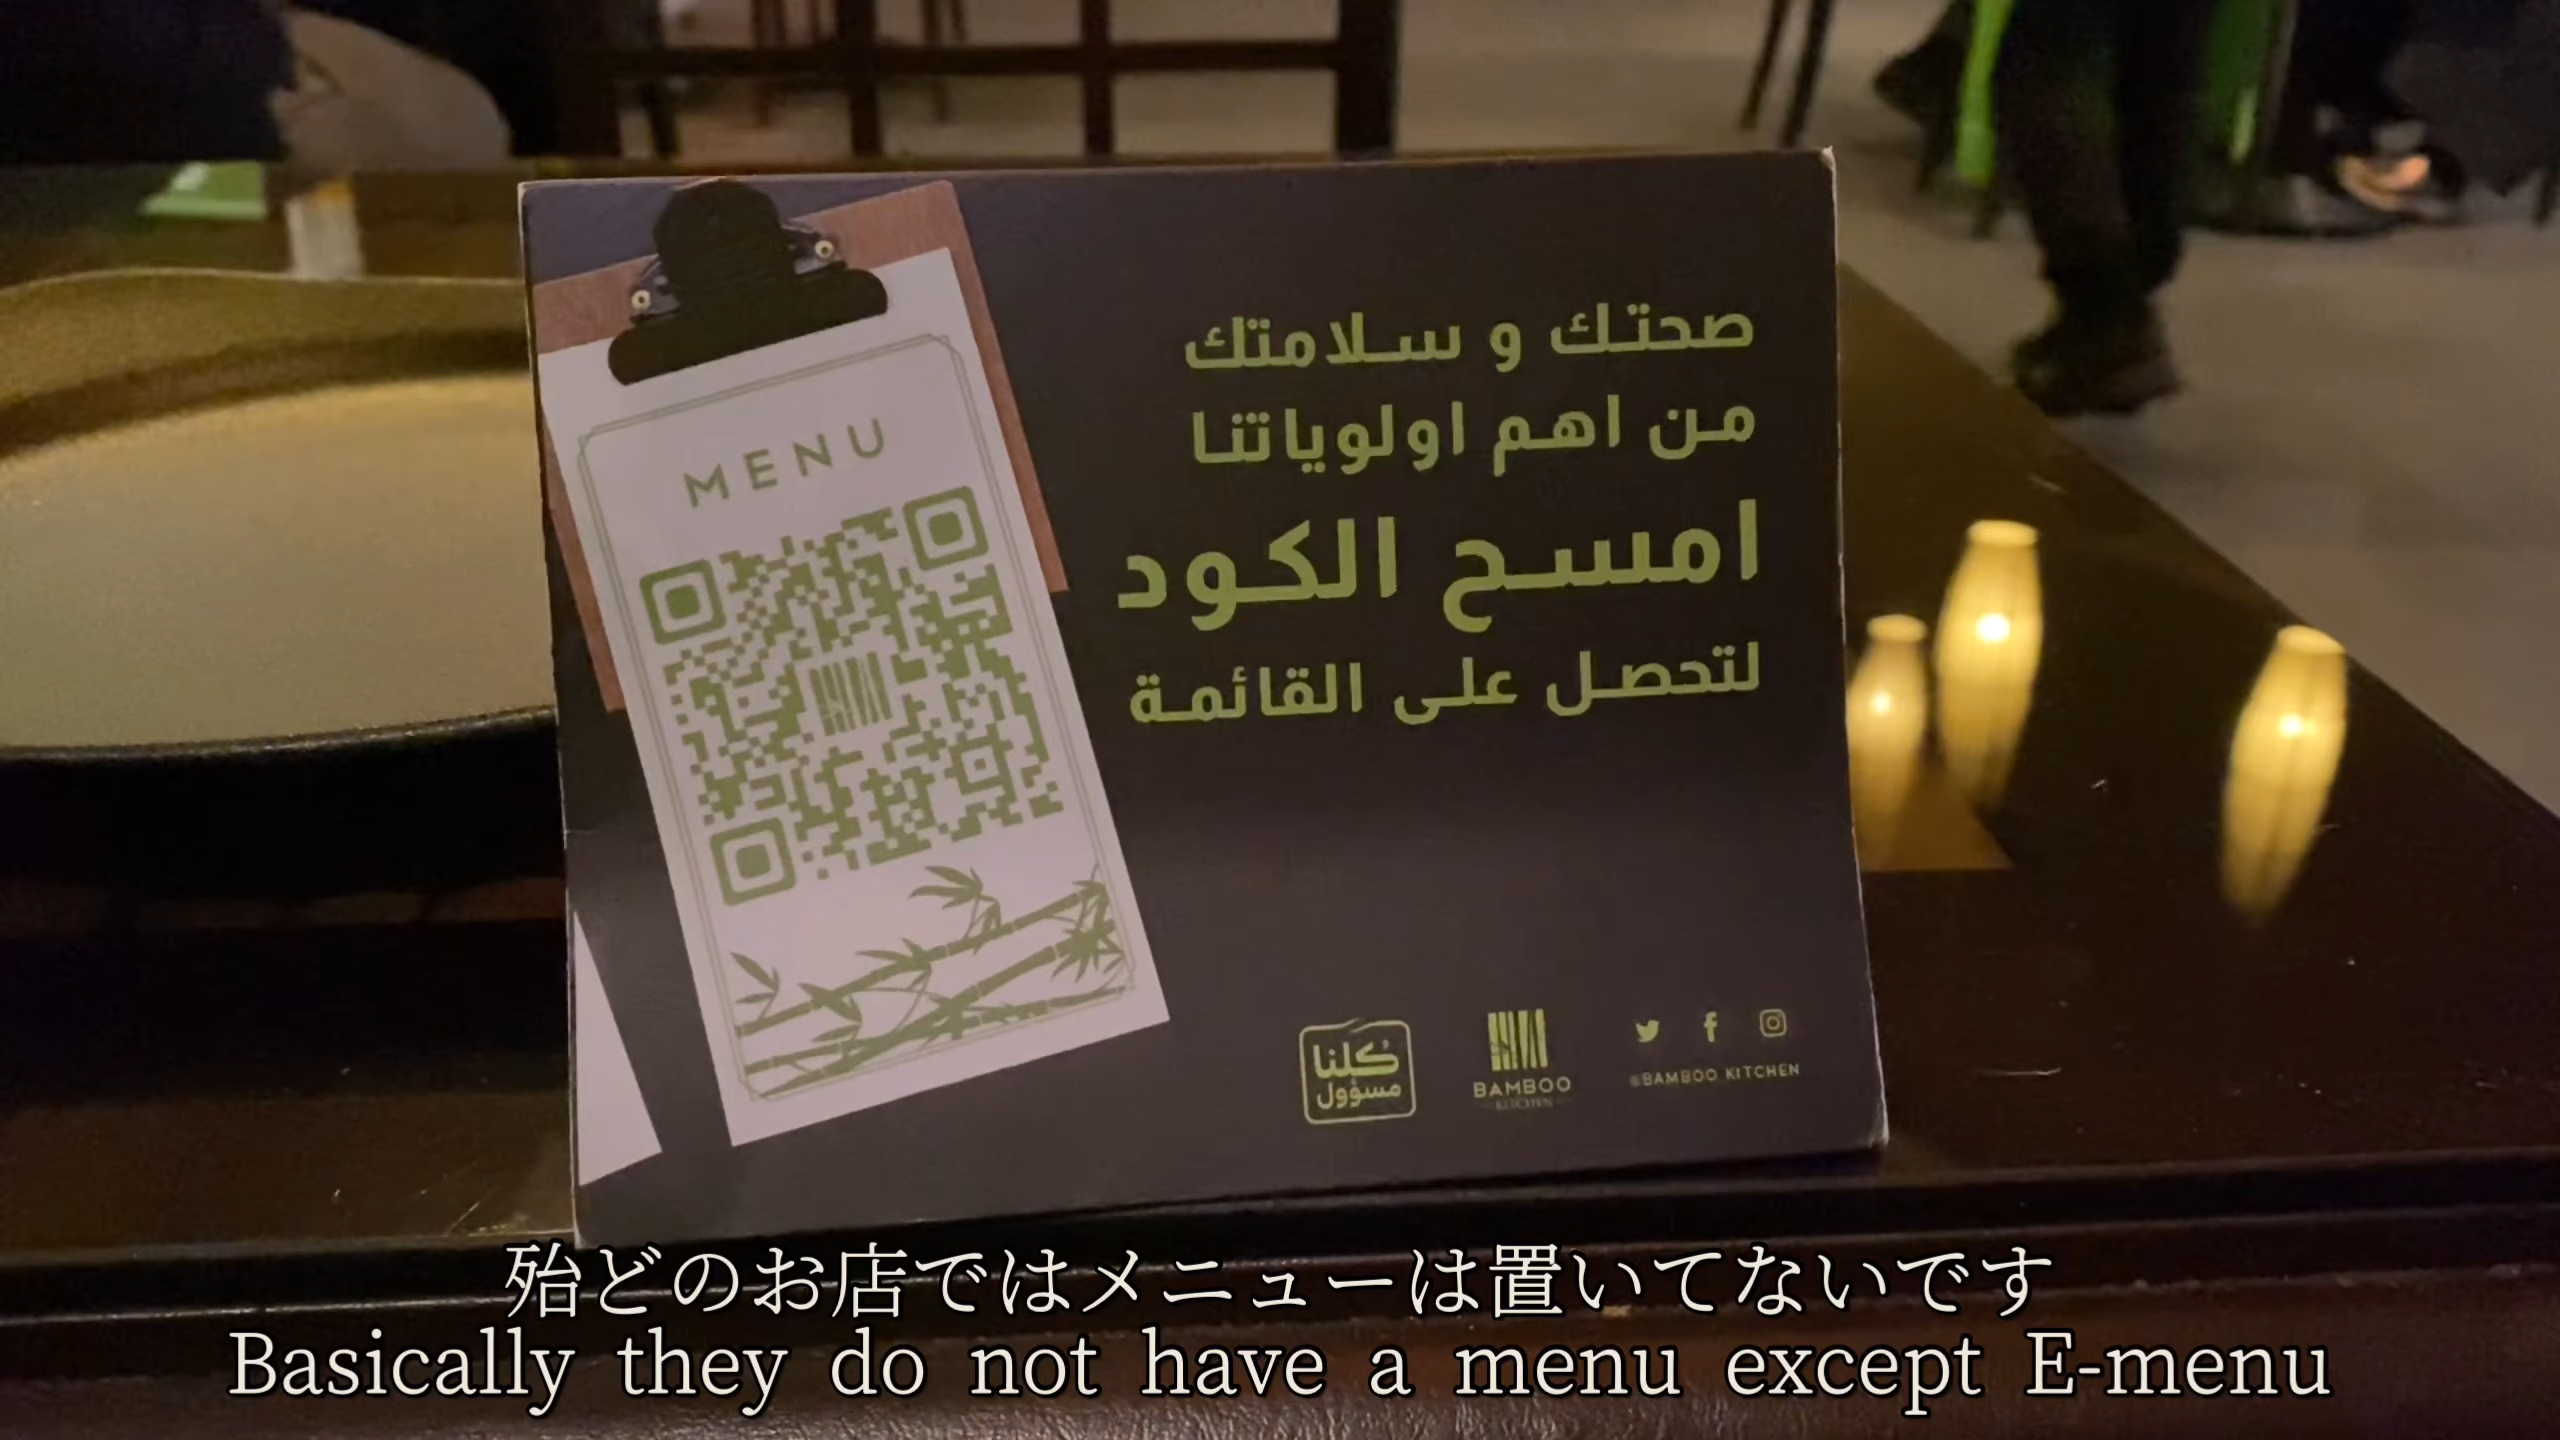 MENU
صحتك و سلامتك
من اهم اولوياتنا
امسح الكود
لتحصل على القائمة
كلنا
مسؤول
BAMBOO
KITCHEN
@BAMBOO KITCHEN
殆どのお店ではメニューは置いてないです
Basically they do not have a menu except E-menu